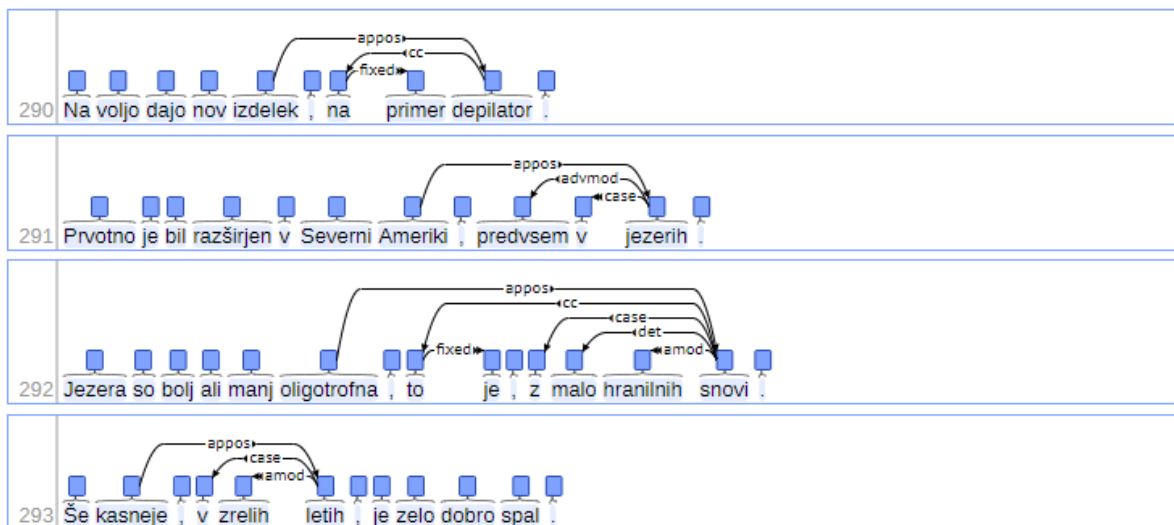 appos
cc
fixed
290 Na voljo dajo nov izdelek , na primer depilator .
appos
advmod
case
291 Prvotno je bil razširjen v Severni Ameriki , predvsem v jezerih .
appos
cc
case
det
fixed amod
292 Jezera so bolj ali manj oligotrofna , to je , z malo hranilnih snovi .
appos
case
amod
293 Še kasneje , v zrelih letih , je zelo dobro spal .